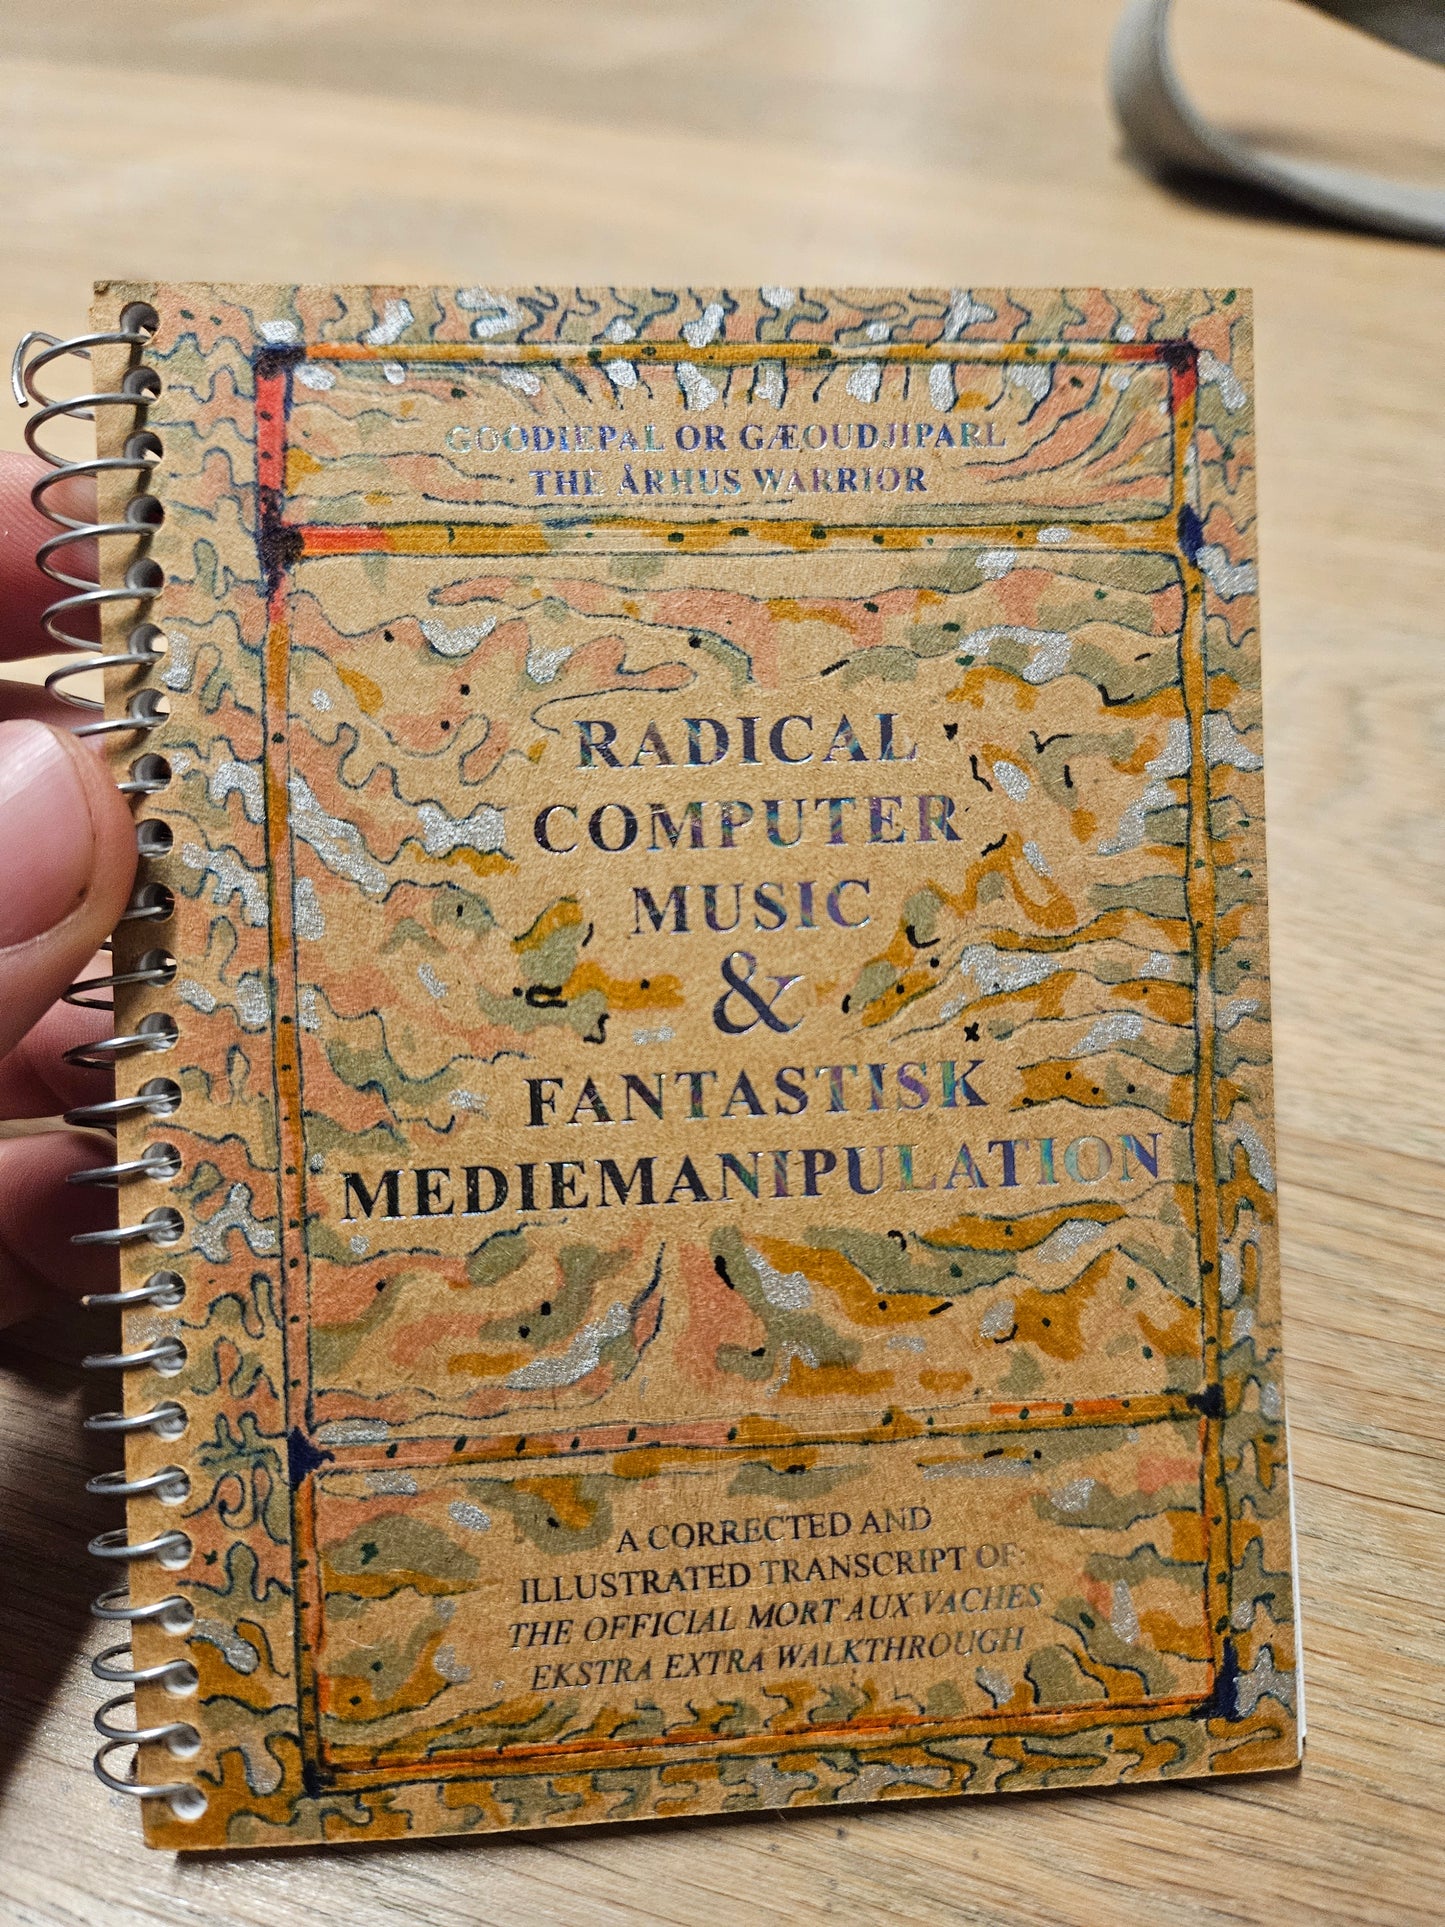 GOODIEPAL OR GÆOUDJIPARL
THE ÅRHUS WARRIOR
RADICAL
COMPUTER
MUSIC
&
FANTASTISK
MEDIEMANIPULATION
A CORRECTED AND
ILLUSTRATED TRANSCRIPT OF:
THE OFFICIAL MORT AUX VACHES
EKSTRA EXTRA WALKTHROUGH